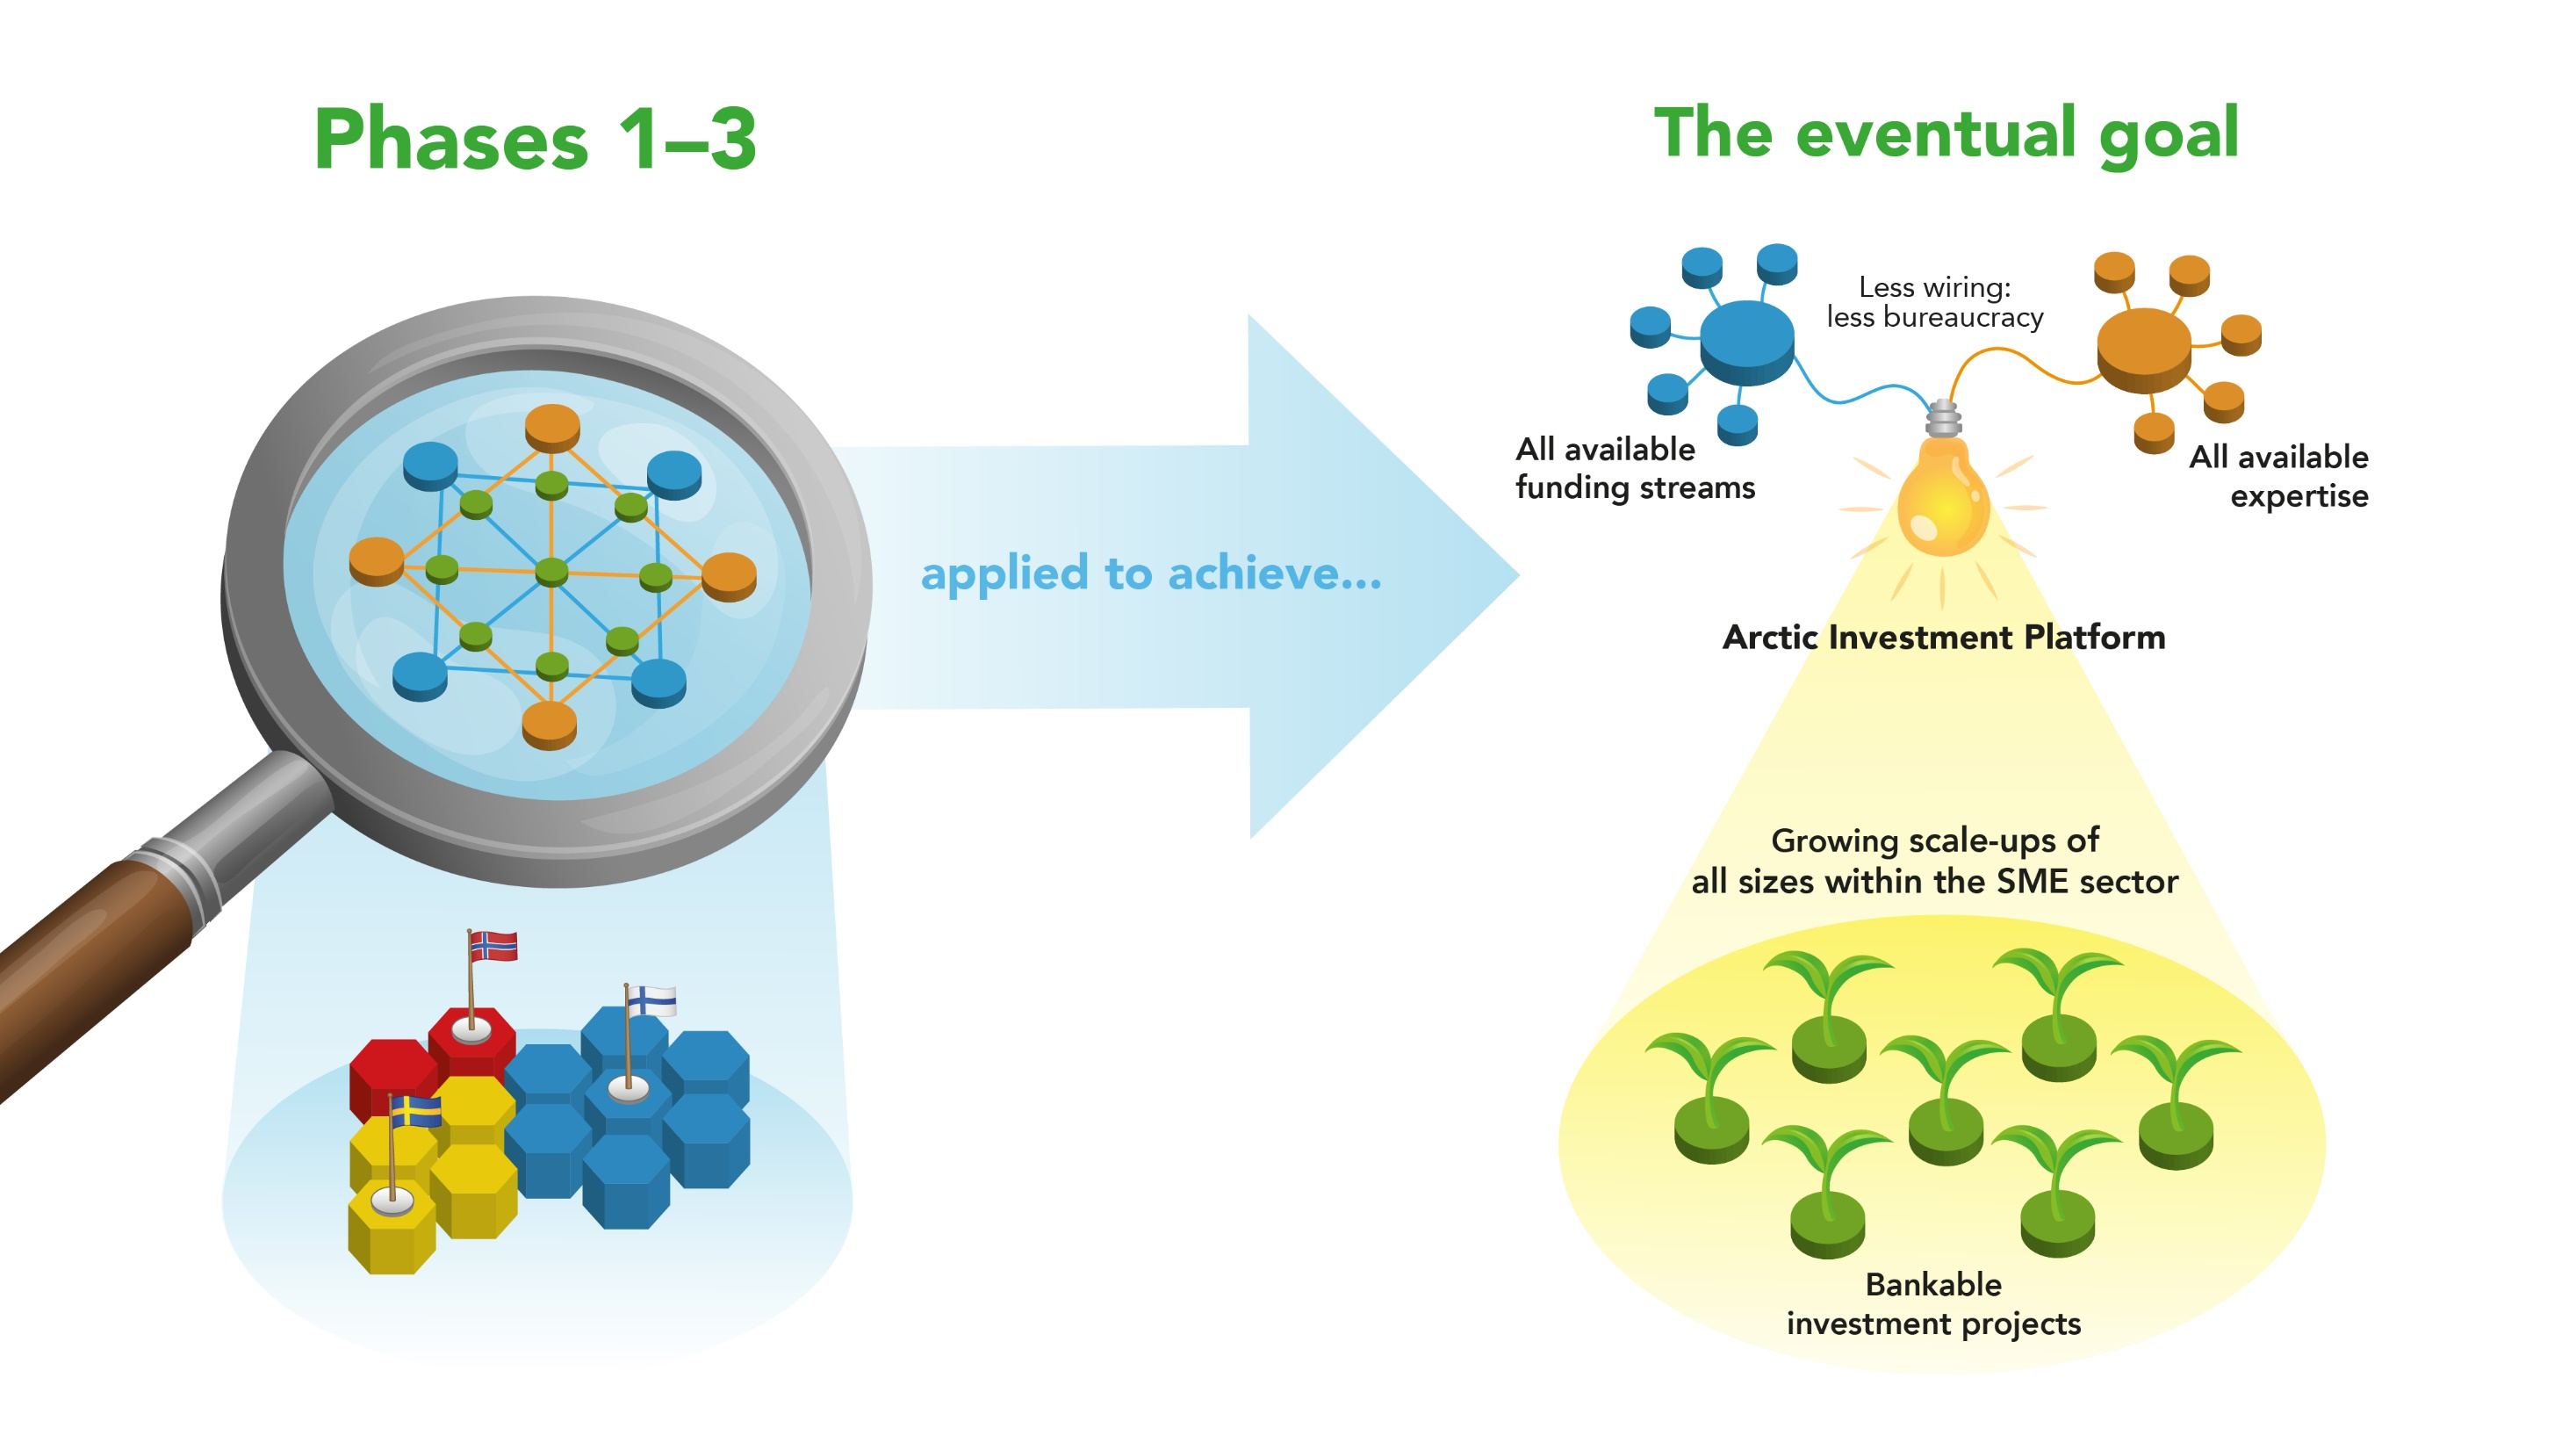 Phases 1–3
applied to achieve...
The eventual goal
Less wiring:
less bureaucracy
All available
funding streams
All available
expertise
Arctic Investment Platform
Growing scale-ups of
all sizes within the SME sector
Bankable
investment projects